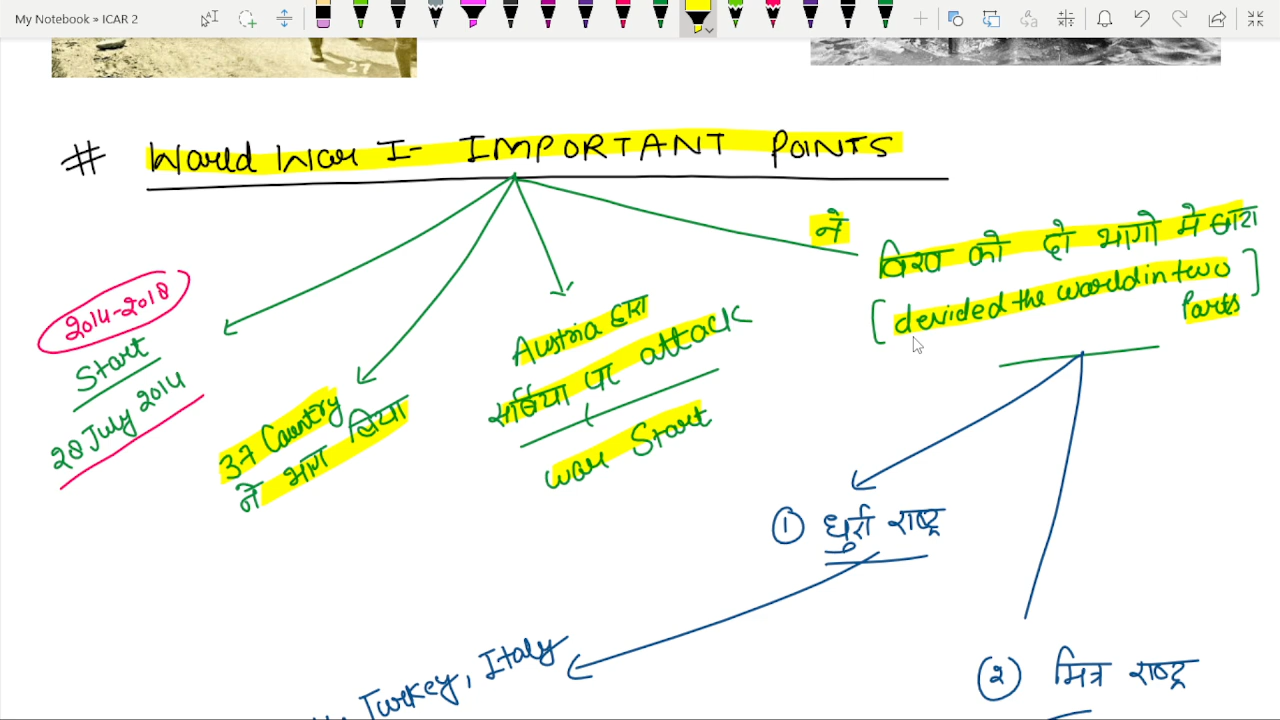 My Notebook » ICAR 2
27
# World War I- IMPORTANT POINTS
2014-2018
Start
28 July 2014
37 Country
ने भाग लिया
Austria द्वारा
सर्बिया पर attack
war Start
ने
विश्व को दो भागो मे बाटा
[devided the world in two
Parts]
① धुरी राष्ट्र
Turkey, Italy
② मित्र राष्ट्र